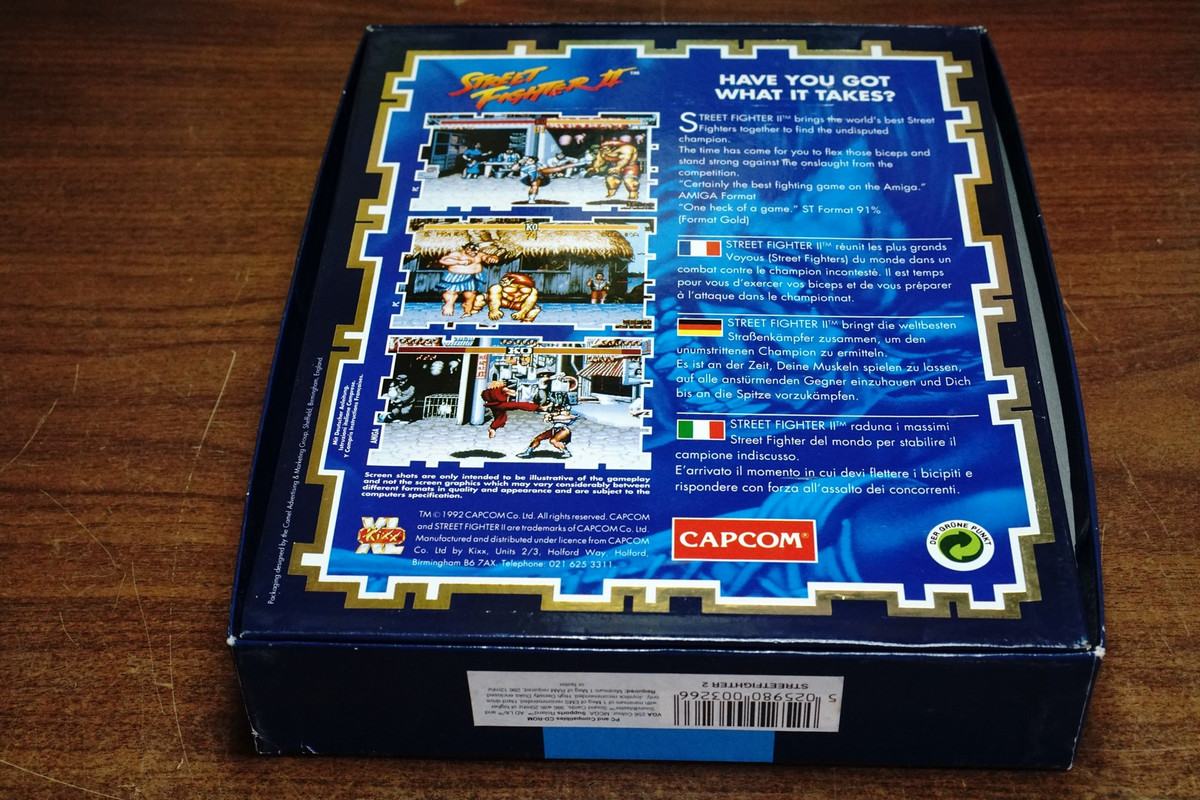 STREET
FIGHTER II™
HAVE YOU GOT
WHAT IT TAKES?
STREET FIGHTER II™ brings the world's best Street
Fighters together to find the undisputed
champion.
The time has come for you to flex those biceps and
stand strong against the onslaught from the
competition.
"Certainly the best fighting game on the Amiga."
AMIGA Format
"One heck of a game." ST Format 91%
(Format Gold)
STREET FIGHTER II™ réunit les plus grands
Voyous (Street Fighters) du monde dans un
combat contre le champion incontesté. Il est temps
pour vous d'exercer vos biceps et de vous préparer
à l'attaque dans le championnat.
STREET FIGHTER II™ bringt die weltbesten
Straßenkämpfer zusammen, um den
unumstrittenen Champion zu ermitteln.
Es ist an der Zeit, Deine Muskeln spielen zu lassen,
auf alle anstürmenden Gegner einzuhauen und Dich
bis an die Spitze vorzukämpfen.
STREET FIGHTER II™ raduna i massimi
Street Fighter del mondo per stabilire il
campione indiscusso.
E'arrivato il momento in cui devi flettere i bicipiti e
rispondere con forza all'assalto dei concorrenti.
PC
KO
PC
KO
AMIGA
Mit Deutscher Anleitung.
Istruzioni Italiane Comprese.
Y Compris Instructions Françaises.
Packaging designed by the Camel Advertising & Marketing Group, Sheffield, Birmingham, England
Screen shots are only intended to be illustrative of the gameplay
and not the screen graphics which may vary considerably between
different formats in quality and appearance and are subject to the
computers specification.
XL
Kixx
TM © 1992 CAPCOM Co. Ltd. All rights reserved. CAPCOM
and STREET FIGHTER II are trademarks of CAPCOM Co. Ltd.
Manufactured and distributed under licence from CAPCOM
Co. Ltd by Kixx, Units 2/3, Holford Way, Holford,
Birmingham B6 7AX. Telephone: 021 625 3311
CAPCOM®
DER GRÜNE PUNKT
STREETFIGHTER 2
5 025980 003266
PC and Compatibles CD-ROM